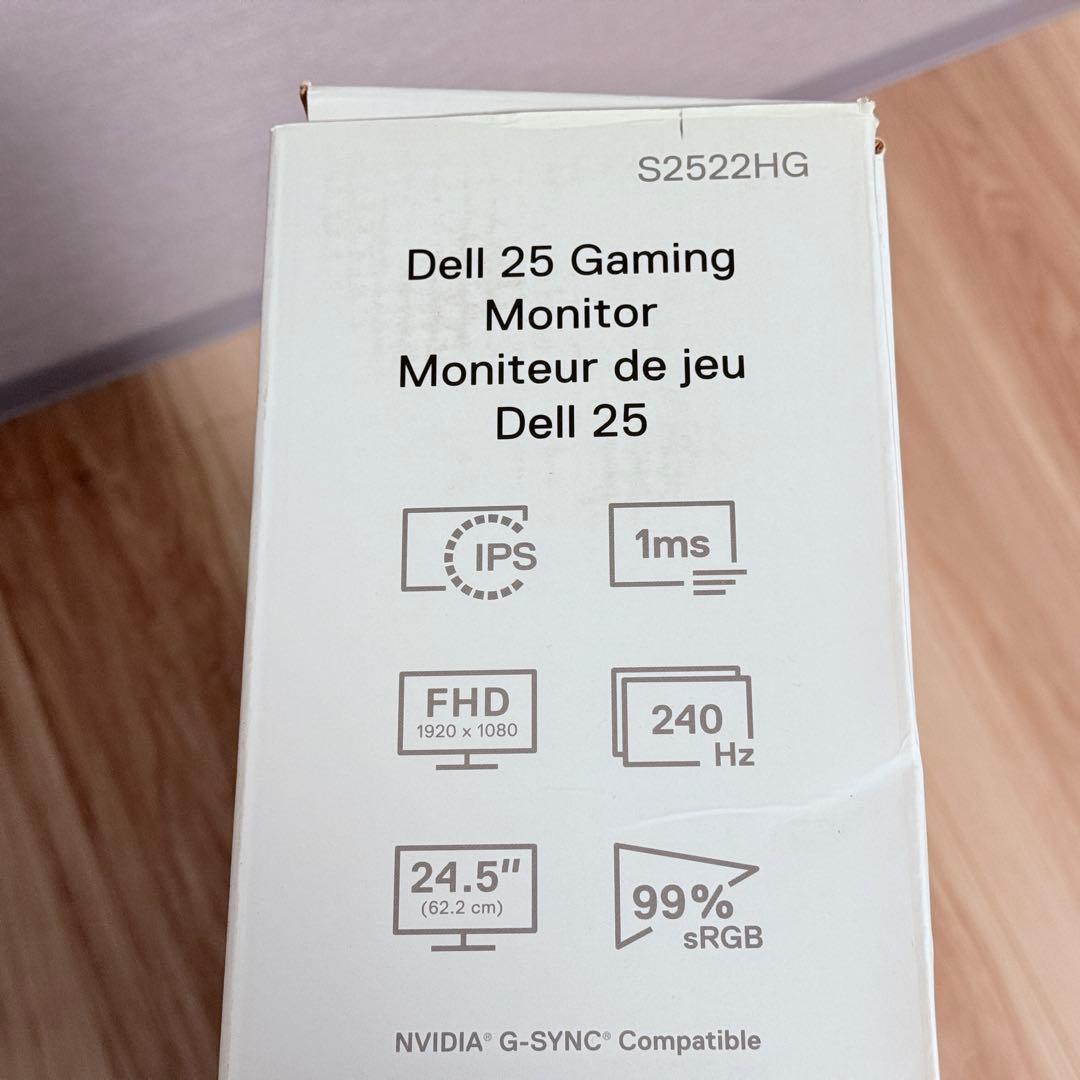 S2522HG
Dell 25 Gaming
Monitor
Moniteur de jeu
Dell 25
IPS
1ms
FHD
1920 x 1080
240
Hz
24.5"
(62.2 cm)
99%
sRGB
NVIDIA® G-SYNC® Compatible